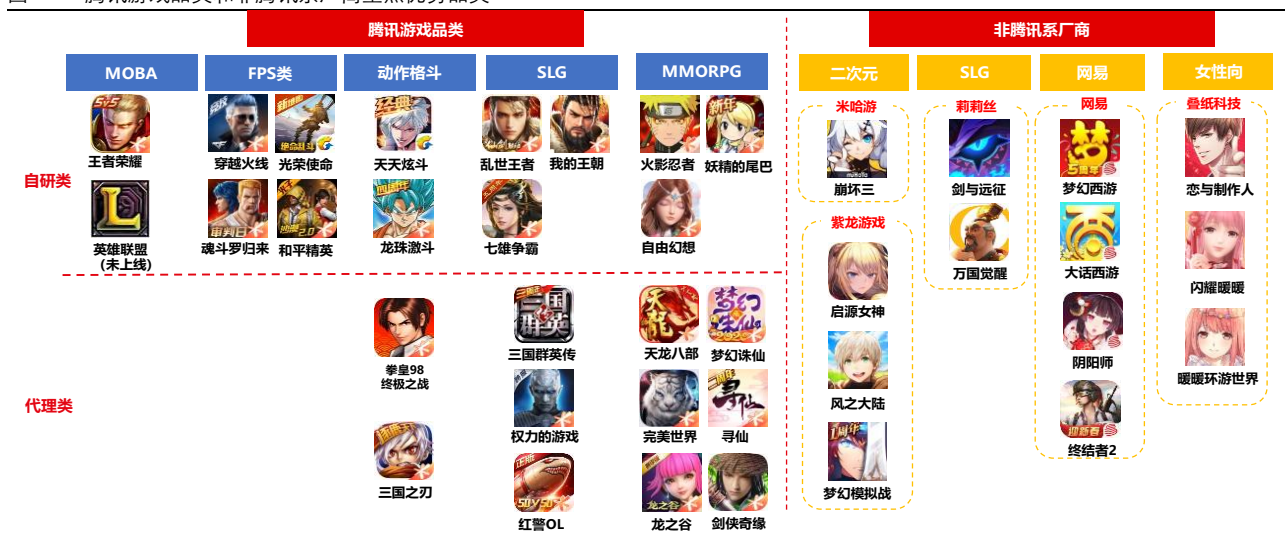 腾讯游戏品类
非腾讯系厂商
MOBA
FPS类
动作格斗
SLG
MMORPG
二次元
SLG
网易
女性向
自研类
王者荣耀
穿越火线
光荣使命
天天炫斗
乱世王者
我的王朝
火影忍者
妖精的尾巴
英雄联盟
(未上线)
魂斗罗归来
和平精英
龙珠激斗
七雄争霸
自由幻想
代理类
拳皇98
终极之战
三国群英传
天龙八部
梦幻诛仙
权力的游戏
完美世界
寻仙
三国之刃
红警OL
龙之谷
剑侠奇缘
米哈游
崩坏三
紫龙游戏
启源女神
风之大陆
梦幻模拟战
莉莉丝
剑与远征
万国觉醒
网易
梦幻西游
大话西游
阴阳师
终结者2
叠纸科技
恋与制作人
闪耀暖暖
暖暖环游世界